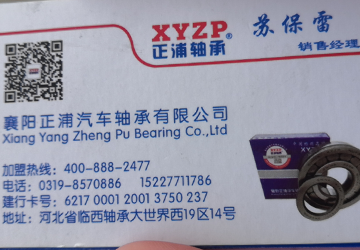 XYZP®
正浦轴承
苏保雷
销售经理
襄阳正浦汽车轴承有限公司
Xiang Yang Zheng Pu Bearing Co.,Ltd
加盟热线：400-888-2477
电话：0319-8570886 15227711786
建行卡号：6217 0001 2001 3750 237
地址：河北省临西轴承大世界西19区14号
XYZP